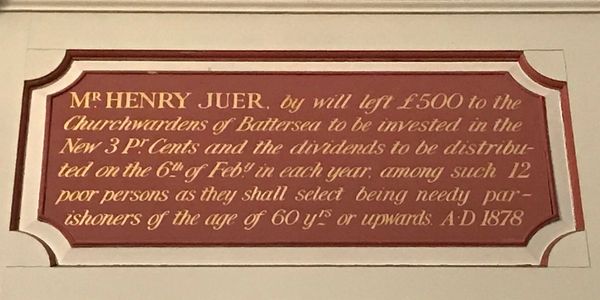 Mr HENRY JUER, by will left £500 to the
Churchwardens of Battersea to be invested in the
New 3 Pr Cents and the dividends to be distribu-
ted on the 6th of Feby in each year, among such 12
poor persons as they shall select being needy par-
ishoners of the age of 60 yrs or upwards. A.D 1878